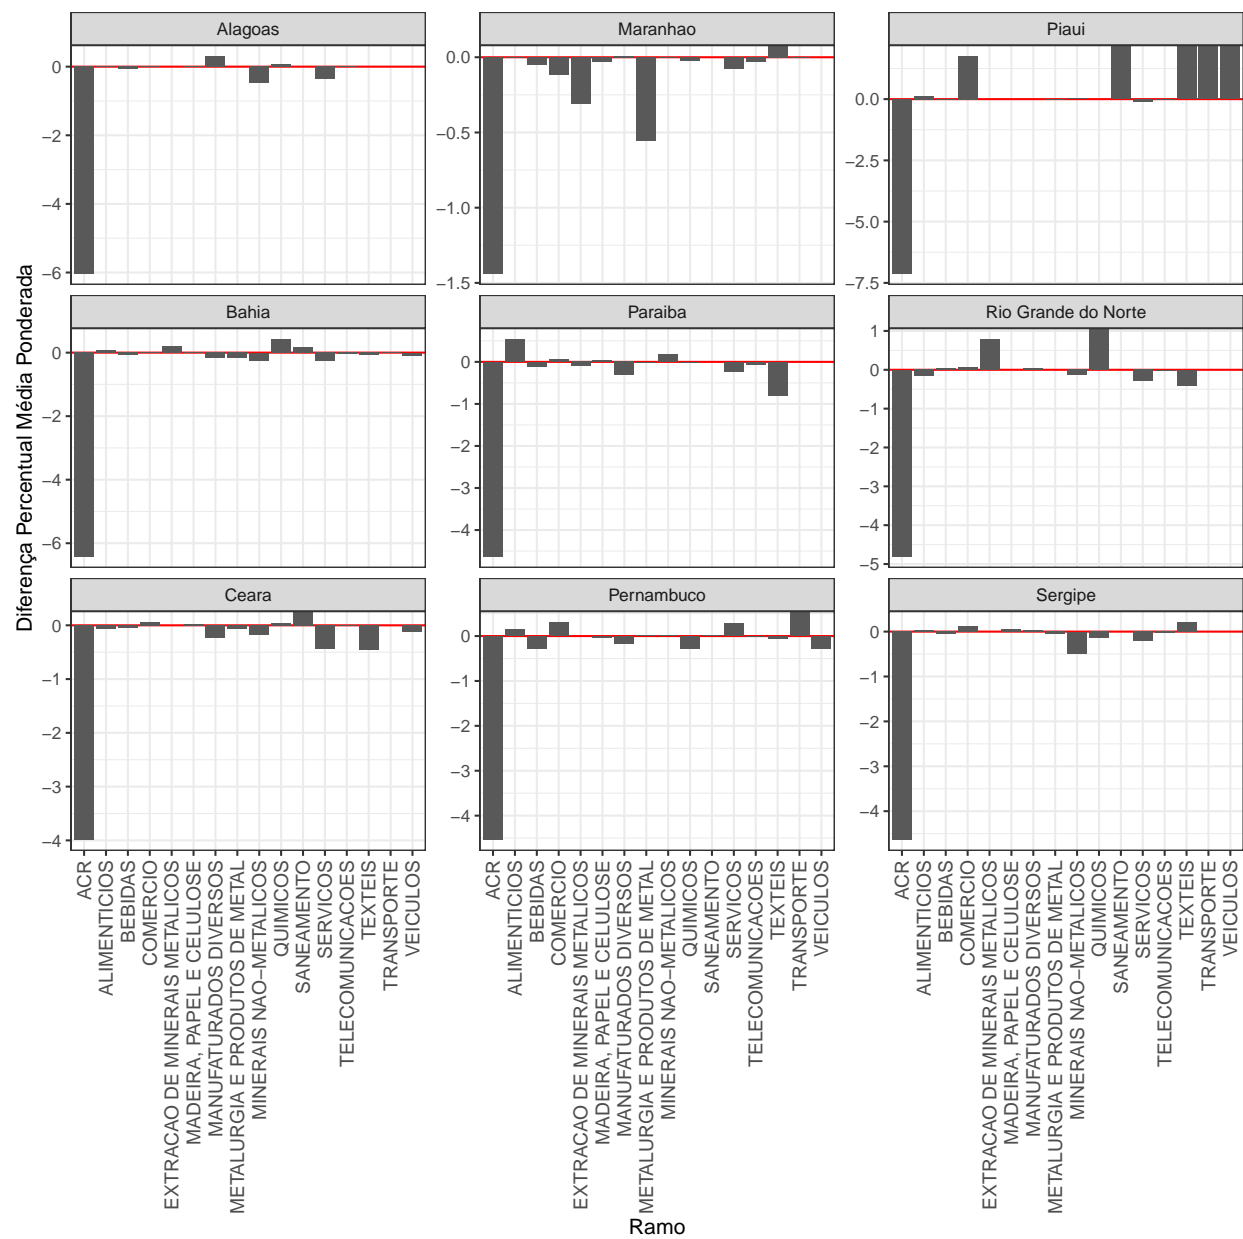 Alagoas
Maranhao
Piaui
0
−2
−4
−6
0.0
−0.5
−1.0
−1.5
0.0
−2.5
−5.0
−7.5
Bahia
Paraiba
Rio Grande do Norte
0
−2
−4
−6
0
−1
−2
−3
−4
1
0
−1
−2
−3
−4
−5
Ceara
Pernambuco
Sergipe
0
−1
−2
−3
−4
0
−1
−2
−3
−4
0
−1
−2
−3
−4
Diferença Percentual Média Ponderada
ACR
ALIMENTICIOS
BEBIDAS
COMERCIO
EXTRACAO DE MINERAIS METALICOS
MADEIRA, PAPEL E CELULOSE
MANUFATURADOS DIVERSOS
METALURGIA E PRODUTOS DE METAL
MINERAIS NAO−METALICOS
QUIMICOS
SANEAMENTO
SERVICOS
TELECOMUNICACOES
TEXTEIS
TRANSPORTE
VEICULOS
ACR
ALIMENTICIOS
BEBIDAS
COMERCIO
EXTRACAO DE MINERAIS METALICOS
MADEIRA, PAPEL E CELULOSE
MANUFATURADOS DIVERSOS
METALURGIA E PRODUTOS DE METAL
MINERAIS NAO−METALICOS
QUIMICOS
SANEAMENTO
SERVICOS
TELECOMUNICACOES
TEXTEIS
TRANSPORTE
VEICULOS
ACR
ALIMENTICIOS
BEBIDAS
COMERCIO
EXTRACAO DE MINERAIS METALICOS
MADEIRA, PAPEL E CELULOSE
MANUFATURADOS DIVERSOS
METALURGIA E PRODUTOS DE METAL
MINERAIS NAO−METALICOS
QUIMICOS
SANEAMENTO
SERVICOS
TELECOMUNICACOES
TEXTEIS
TRANSPORTE
VEICULOS
Ramo